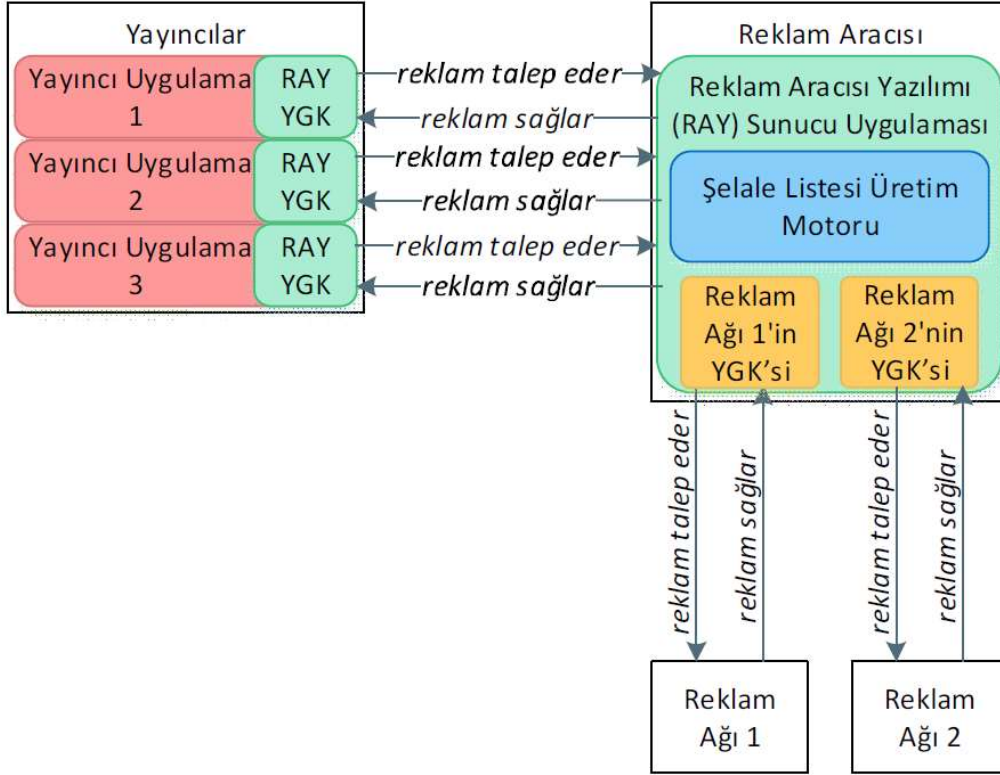 Yayıncılar
Yayıncı Uygulama
1
RAY
YGK
Yayıncı Uygulama
2
RAY
YGK
Yayıncı Uygulama
3
RAY
YGK
reklam talep eder
reklam sağlar
reklam talep eder
reklam sağlar
reklam talep eder
reklam sağlar
Reklam Aracısı
Reklam Aracısı Yazılımı
(RAY) Sunucu Uygulaması
Şelale Listesi Üretim
Motoru
Reklam
Ağı 1'in
YGK’si
Reklam
Ağı 2'nin
YGK’si
reklam talep eder
reklam sağlar
reklam talep eder
reklam sağlar
Reklam
Ağı 1
Reklam
Ağı 2